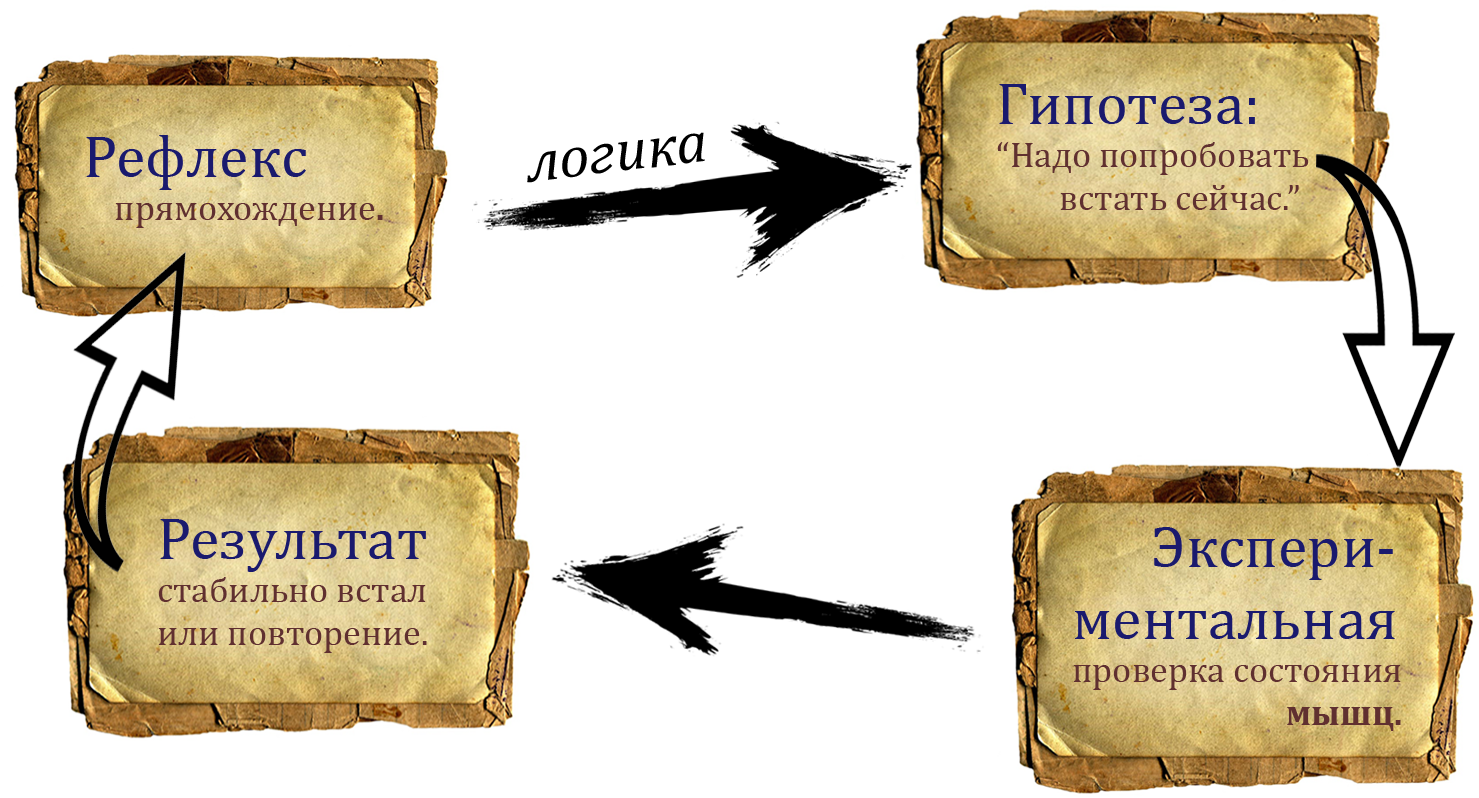 Рефлекс
прямохождение.
логика
Гипотеза:
“Надо попробовать
встать сейчас.”
Экспери-
ментальная
проверка состояния
мышц.
Результат
стабильно встал
или повторение.